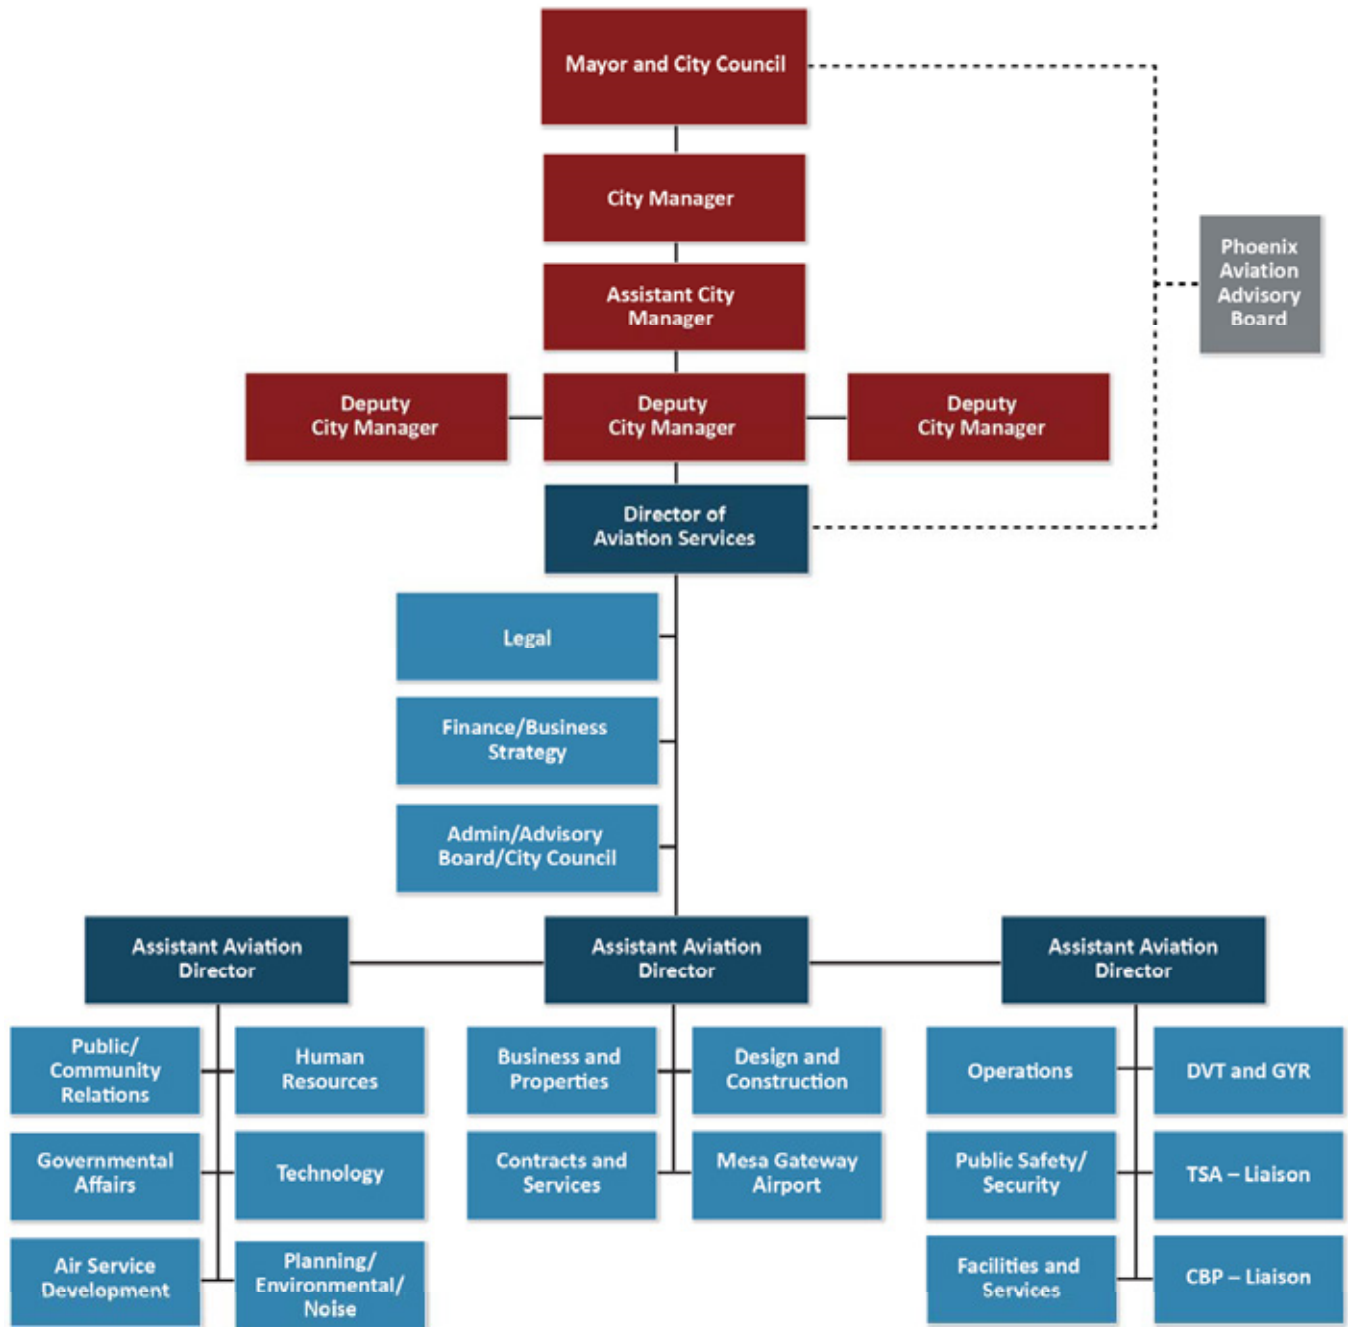 Mayor and City Council
City Manager
Phoenix
Aviation
Advisory
Board
Assistant City
Manager
Deputy
City Manager
Deputy
City Manager
Deputy
City Manager
Director of
Aviation Services
Legal
Finance/Business
Strategy
Admin/Advisory
Board/City Council
Assistant Aviation
Director
Assistant Aviation
Director
Assistant Aviation
Director
Public/
Community
Relations
Human
Resources
Business and
Properties
Design and
Construction
Operations
DVT and GYR
Governmental
Affairs
Technology
Contracts and
Services
Mesa Gateway
Airport
Public Safety/
Security
TSA – Liaison
Air Service
Development
Planning/
Environmental/
Noise
Facilities and
Services
CBP – Liaison